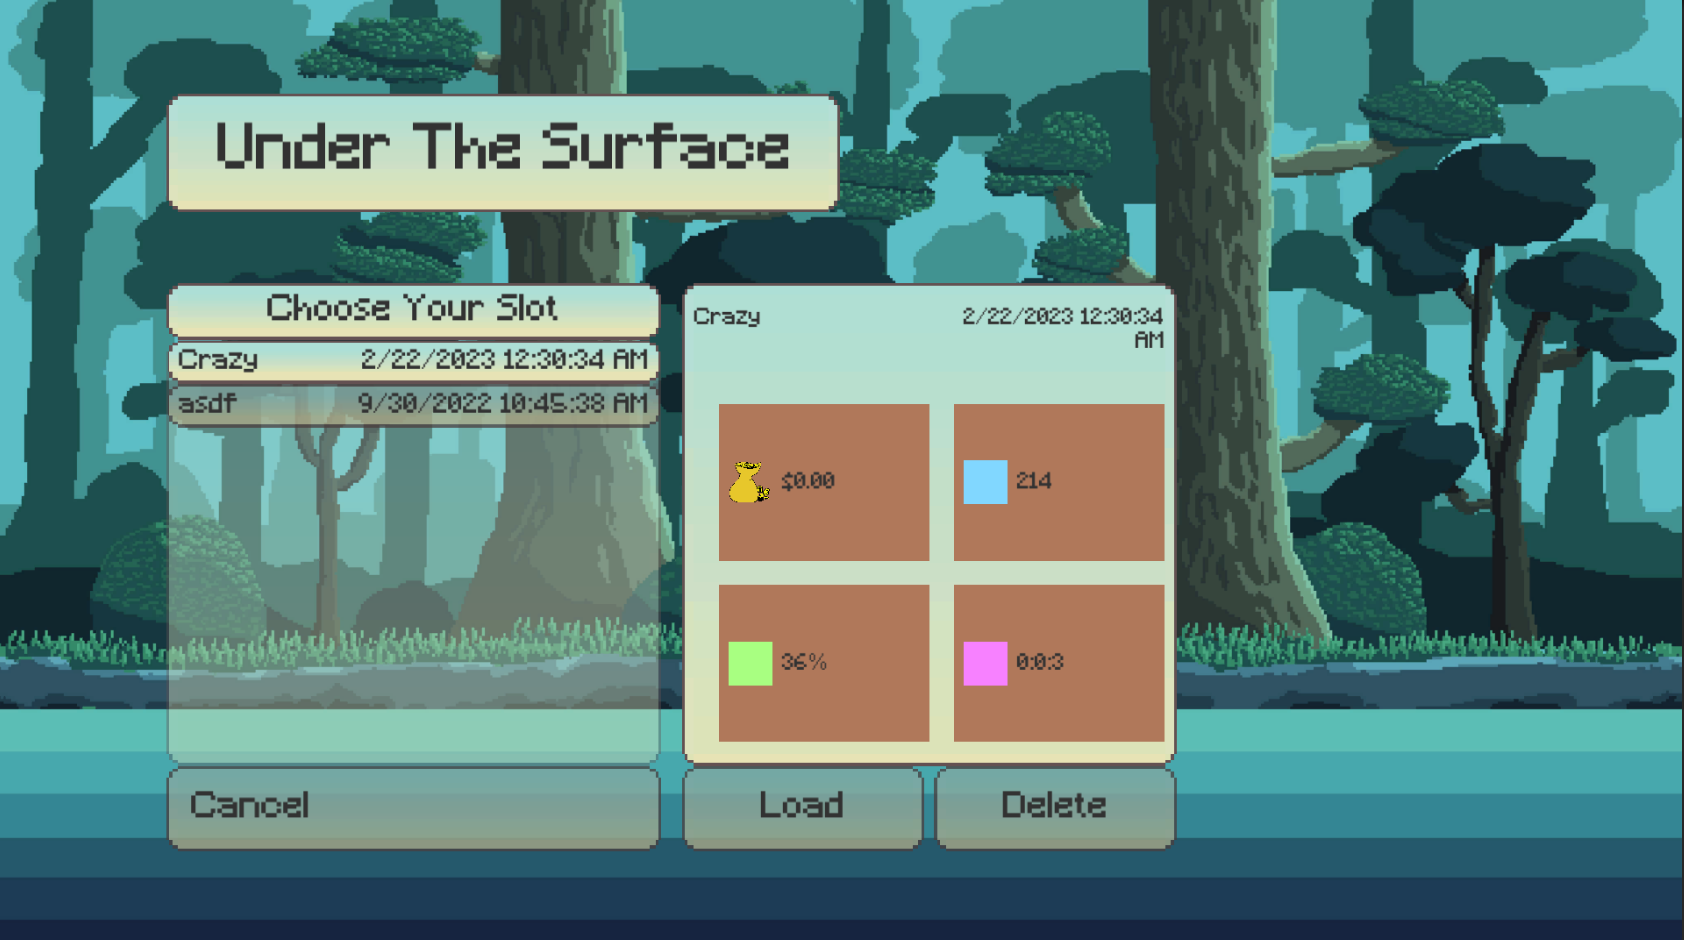 Under The Surface
Choose Your Slot
Crazy 2/22/2023 12:30:34 AM
asdf 9/30/2022 10:45:38 AM
Cancel
Crazy 2/22/2023 12:30:34
AM
$0.00
214
36%
0:0:3
Load
Delete